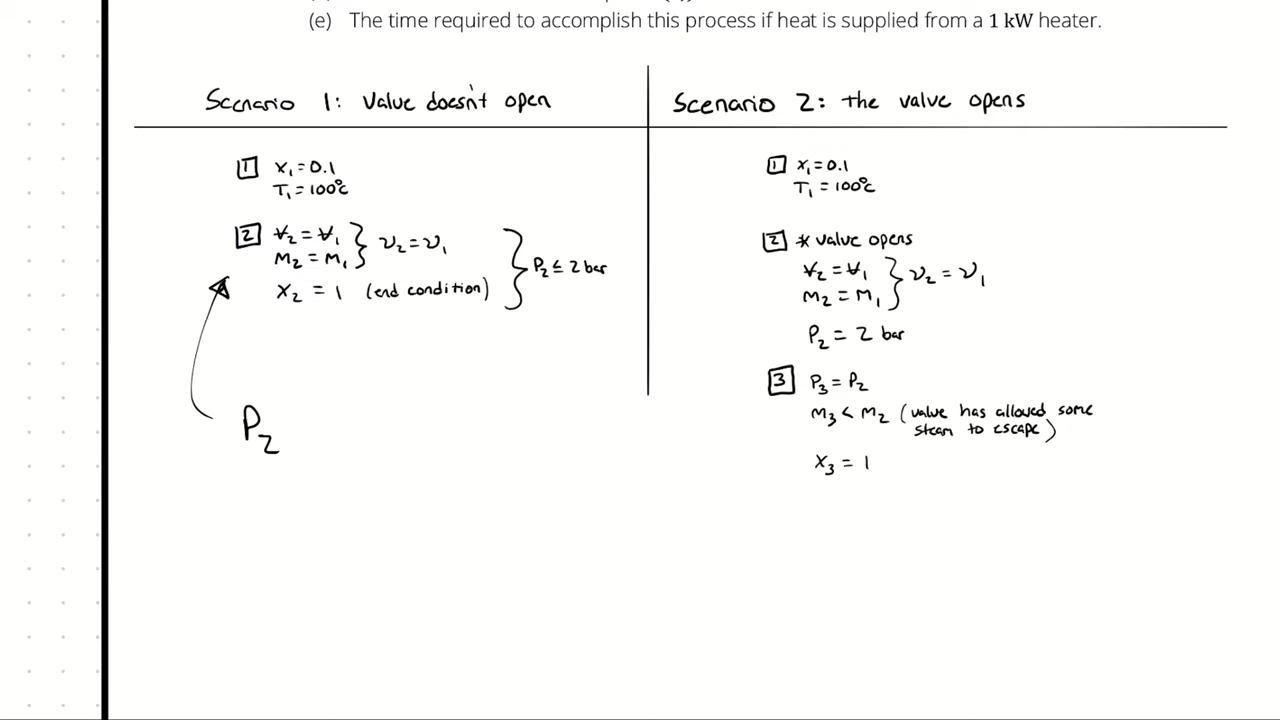 (e) The time required to accomplish this process if heat is supplied from a 1 kW heater.
Scenario 1: Valve doesn't open
1 x₁ = 0.1
T₁ = 100°C
2 V₂ = V₁ } v₂ = v₁
m₂ = m₁
x₂ = 1 (end condition) } P₂ ≤ 2 bar
P₂
Scenario 2: the valve opens
1 x₁ = 0.1
T₁ = 100°C
2 * valve opens
V₂ = V₁ } v₂ = v₁
m₂ = m₁
P₂ = 2 bar
3 P₃ = P₂
m₃ < m₂ (valve has allowed some
steam to escape)
x₃ = 1